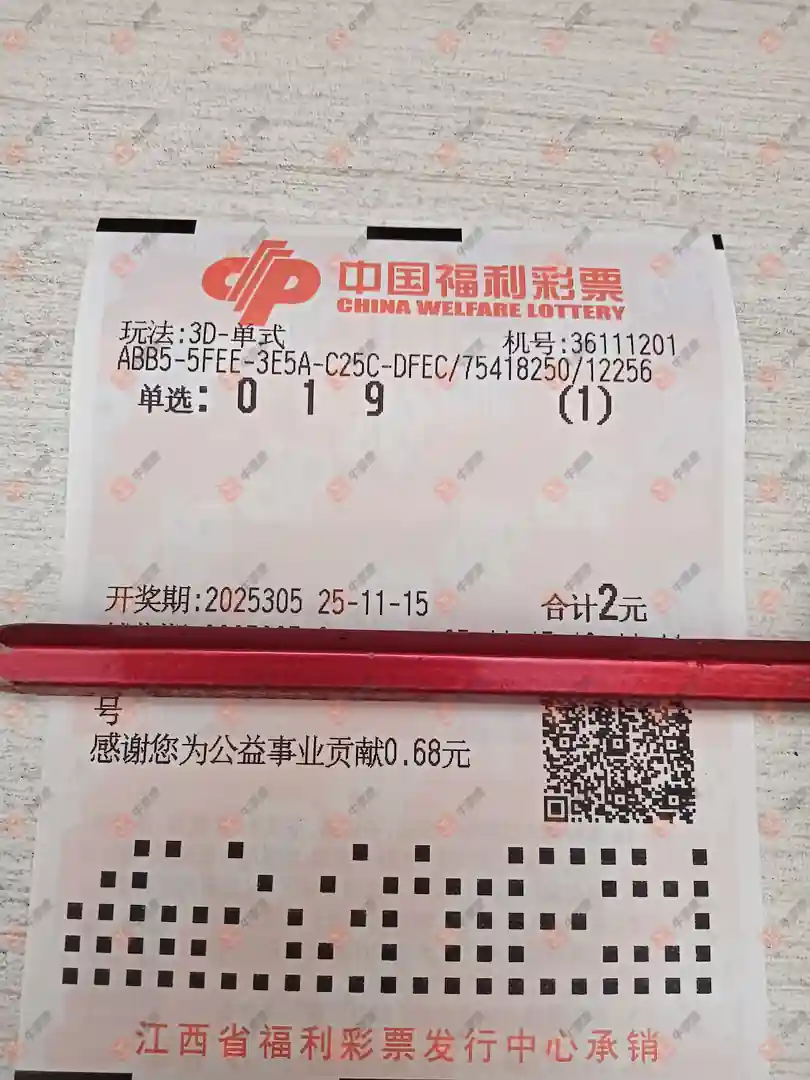 中国福利彩票
CHINA WELFARE LOTTERY
玩法:3D-单式 机号:36111201
ABB5-5FEE-3E5A-C25C-DFEC/75418250/12256
单选: 0 1 9 (1)
开奖期:2025305 25-11-15 合计2元
号
感谢您为公益事业贡献0.68元
江西省福利彩票发行中心承销